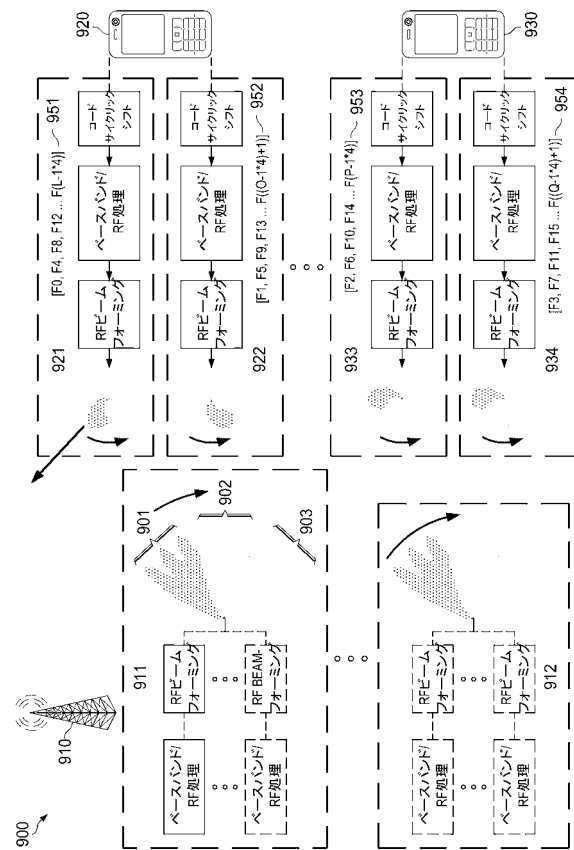 900
910
911
ベースバンド/
RF処理
RFビーム
フォーミング
ベースバンド/
RF処理
RF BEAM-
フォーミング
901
902
903
ベースバンド/
RF処理
RFビーム
フォーミング
ベースバンド/
RF処理
RFビーム
フォーミング
912
920
921
RFビーム
フォーミング
ベースバンド/
RF処理
コード
サイクリック
シフト
[F0, F4, F8, F12 ... F(L-1*4)]
951
922
RFビーム
フォーミング
ベースバンド/
RF処理
コード
サイクリック
シフト
[F1, F5, F9, F13... F((O-1*4)+1)]
952
930
933
RFビーム
フォーミング
ベースバンド/
RF処理
コード
サイクリック
シフト
[F2, F6, F10, F14 ... F(P-1*4)]
953
934
RFビーム
フォーミング
ベースバンド/
RF処理
コード
サイクリック
シフト
[F3, F7, F11, F15 ... F((Q-1*4)+1)]
954